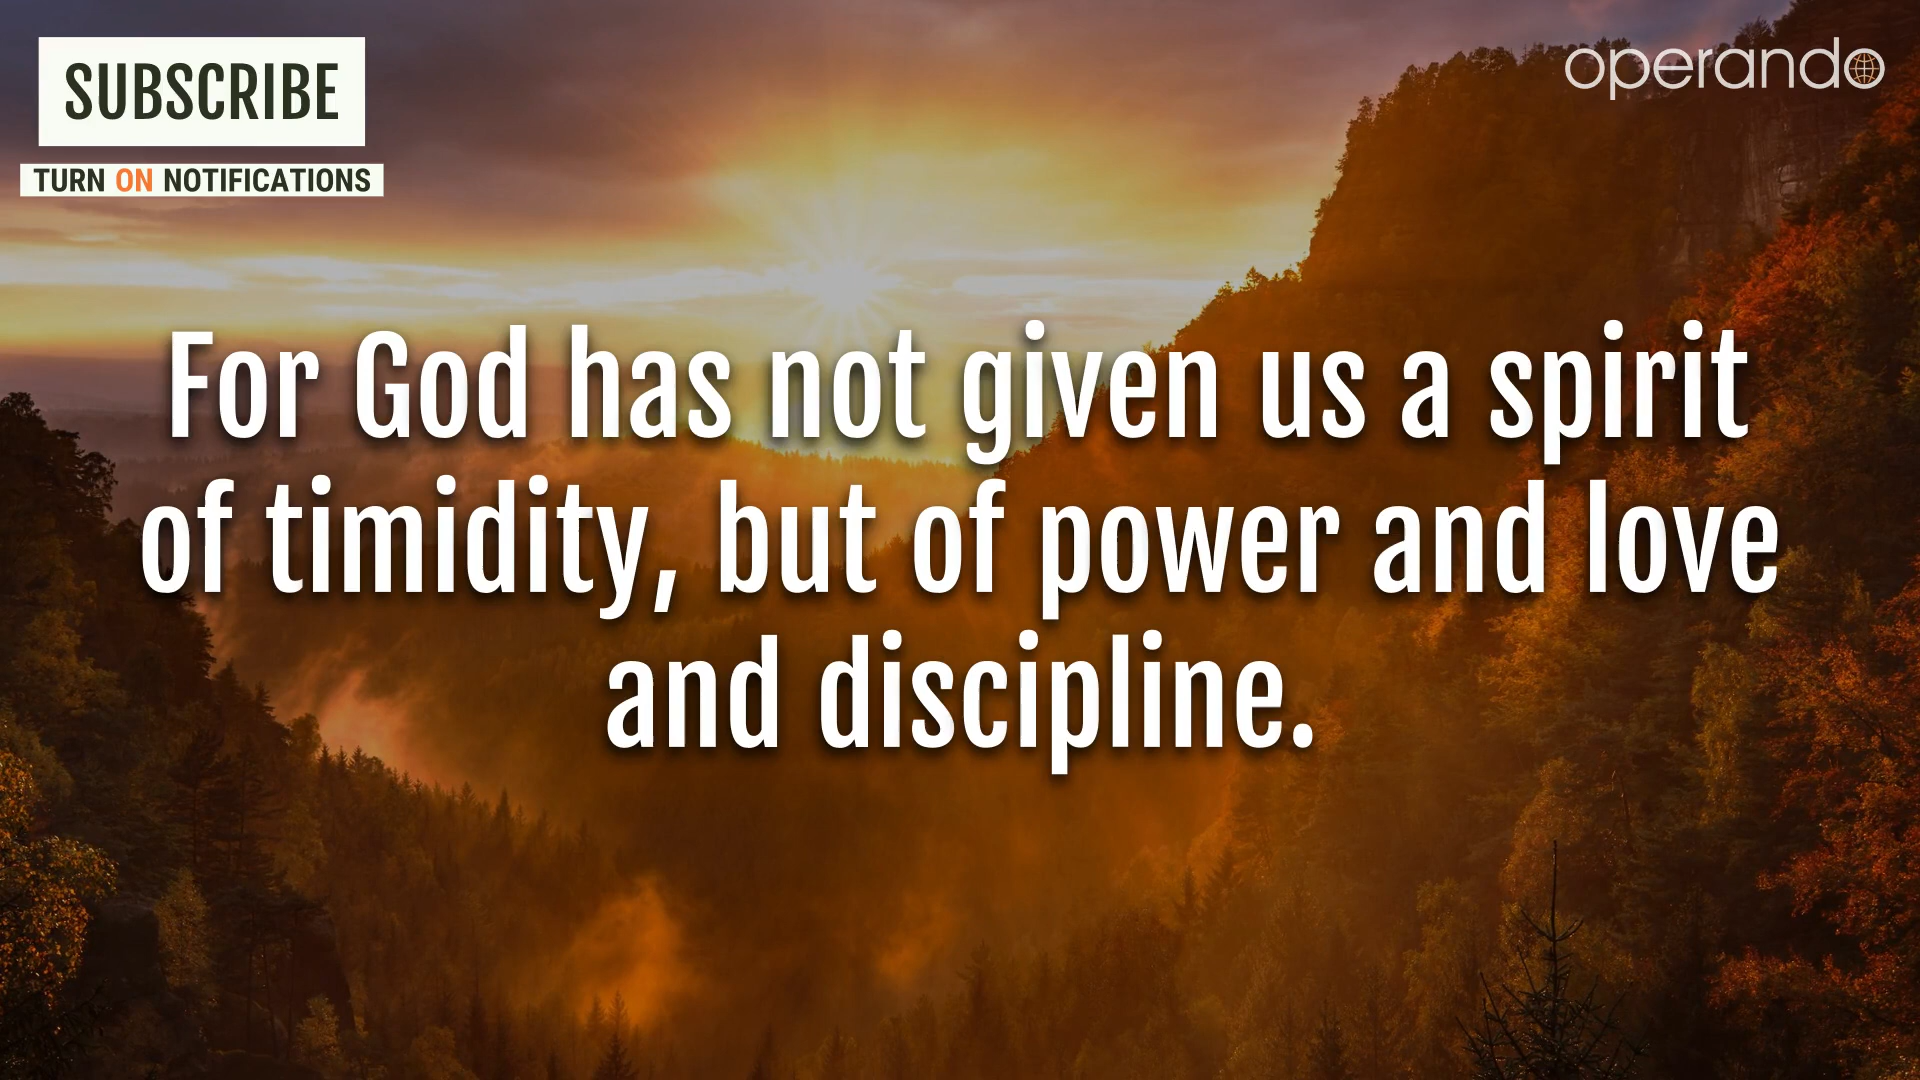 SUBSCRIBE
TURN ON NOTIFICATIONS
operando
For God has not given us a spirit
of timidity, but of power and love
and discipline.